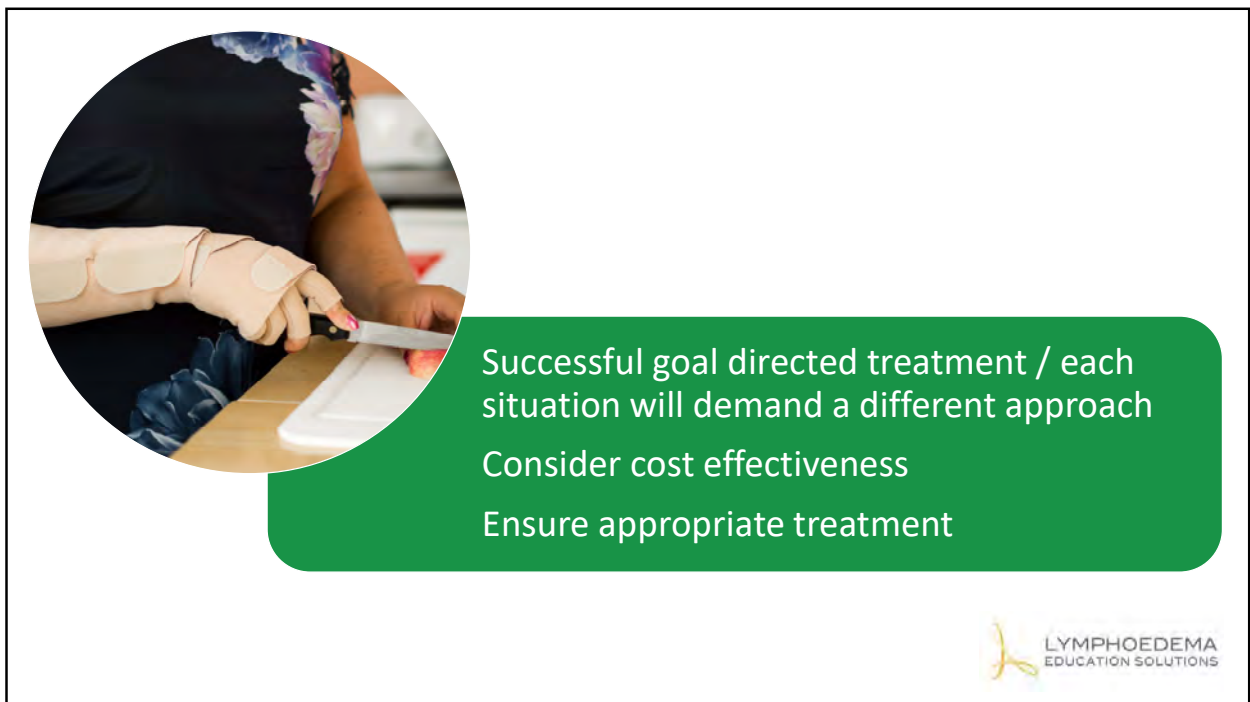 Successful goal directed treatment / each
situation will demand a different approach
Consider cost effectiveness
Ensure appropriate treatment
LYMPHOEDEMA
EDUCATION SOLUTIONS